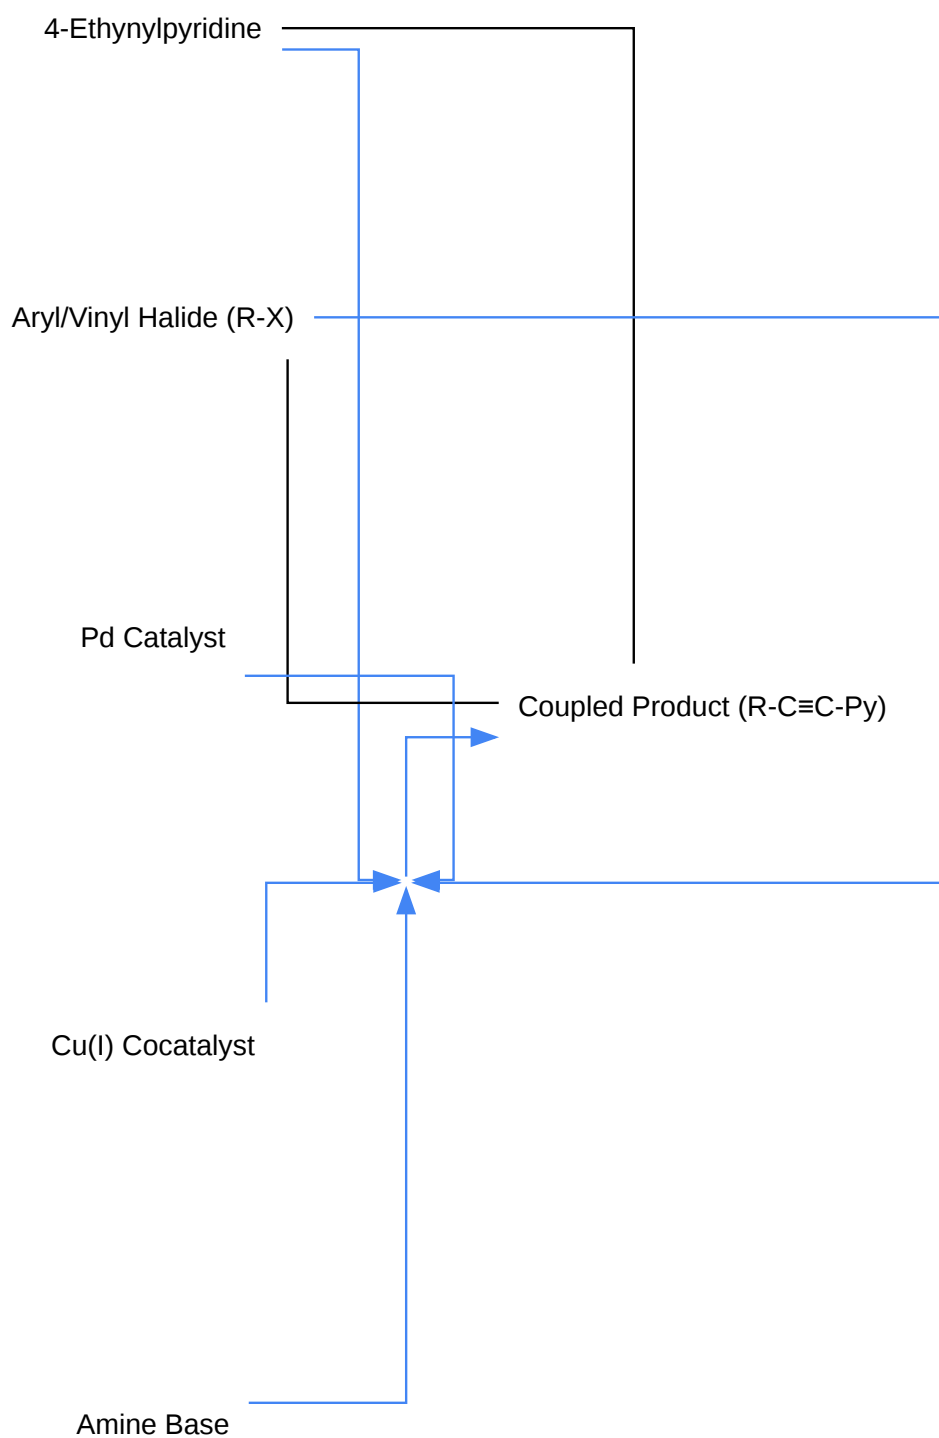 4-Ethynylpyridine
Aryl/Vinyl Halide (R-X)
Pd Catalyst
Coupled Product (R-C≡C-Py)
Cu(I) Cocatalyst
Amine Base